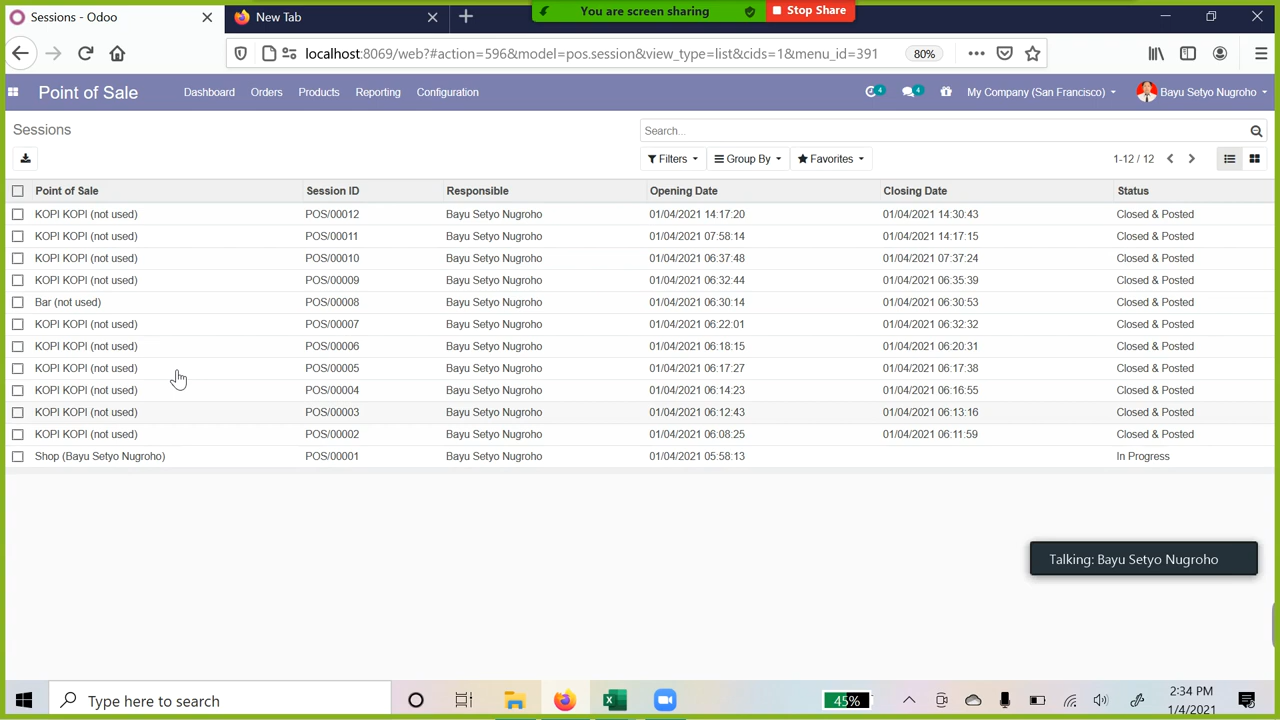 Sessions - Odoo
New Tab
You are screen sharing
Stop Share
localhost:8069/web?#action=596&model=pos.session&view_type=list&cids=1&menu_id=391
80%
Point of Sale
Dashboard
Orders
Products
Reporting
Configuration
4
4
My Company (San Francisco)
Bayu Setyo Nugroho
Sessions
Search...
Filters
Group By
Favorites
1-12 / 12
Point of Sale Session ID Responsible Opening Date Closing Date Status
KOPI KOPI (not used) POS/00012 Bayu Setyo Nugroho 01/04/2021 14:17:20 01/04/2021 14:30:43 Closed & Posted
KOPI KOPI (not used) POS/00011 Bayu Setyo Nugroho 01/04/2021 07:58:14 01/04/2021 14:17:15 Closed & Posted
KOPI KOPI (not used) POS/00010 Bayu Setyo Nugroho 01/04/2021 06:37:48 01/04/2021 07:37:24 Closed & Posted
KOPI KOPI (not used) POS/00009 Bayu Setyo Nugroho 01/04/2021 06:32:44 01/04/2021 06:35:39 Closed & Posted
Bar (not used) POS/00008 Bayu Setyo Nugroho 01/04/2021 06:30:14 01/04/2021 06:30:53 Closed & Posted
KOPI KOPI (not used) POS/00007 Bayu Setyo Nugroho 01/04/2021 06:22:01 01/04/2021 06:32:32 Closed & Posted
KOPI KOPI (not used) POS/00006 Bayu Setyo Nugroho 01/04/2021 06:18:15 01/04/2021 06:20:31 Closed & Posted
KOPI KOPI (not used) POS/00005 Bayu Setyo Nugroho 01/04/2021 06:17:27 01/04/2021 06:17:38 Closed & Posted
KOPI KOPI (not used) POS/00004 Bayu Setyo Nugroho 01/04/2021 06:14:23 01/04/2021 06:16:55 Closed & Posted
KOPI KOPI (not used) POS/00003 Bayu Setyo Nugroho 01/04/2021 06:12:43 01/04/2021 06:13:16 Closed & Posted
KOPI KOPI (not used) POS/00002 Bayu Setyo Nugroho 01/04/2021 06:08:25 01/04/2021 06:11:59 Closed & Posted
Shop (Bayu Setyo Nugroho) POS/00001 Bayu Setyo Nugroho 01/04/2021 05:58:13 In Progress
Talking: Bayu Setyo Nugroho
Type here to search
45%
2:34 PM
1/4/2021